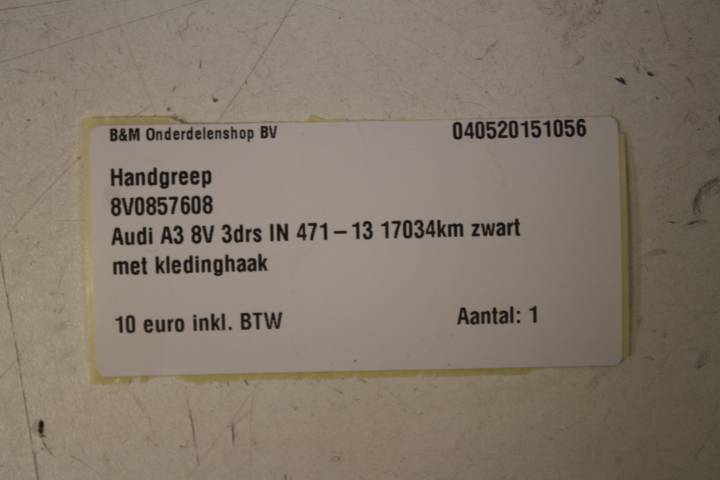 B&M Onderdelenshop BV 040520151056
Handgreep
8V0857608
Audi A3 8V 3drs IN 471-13 17034km zwart
met kledinghaak
10 euro inkl. BTW Aantal: 1